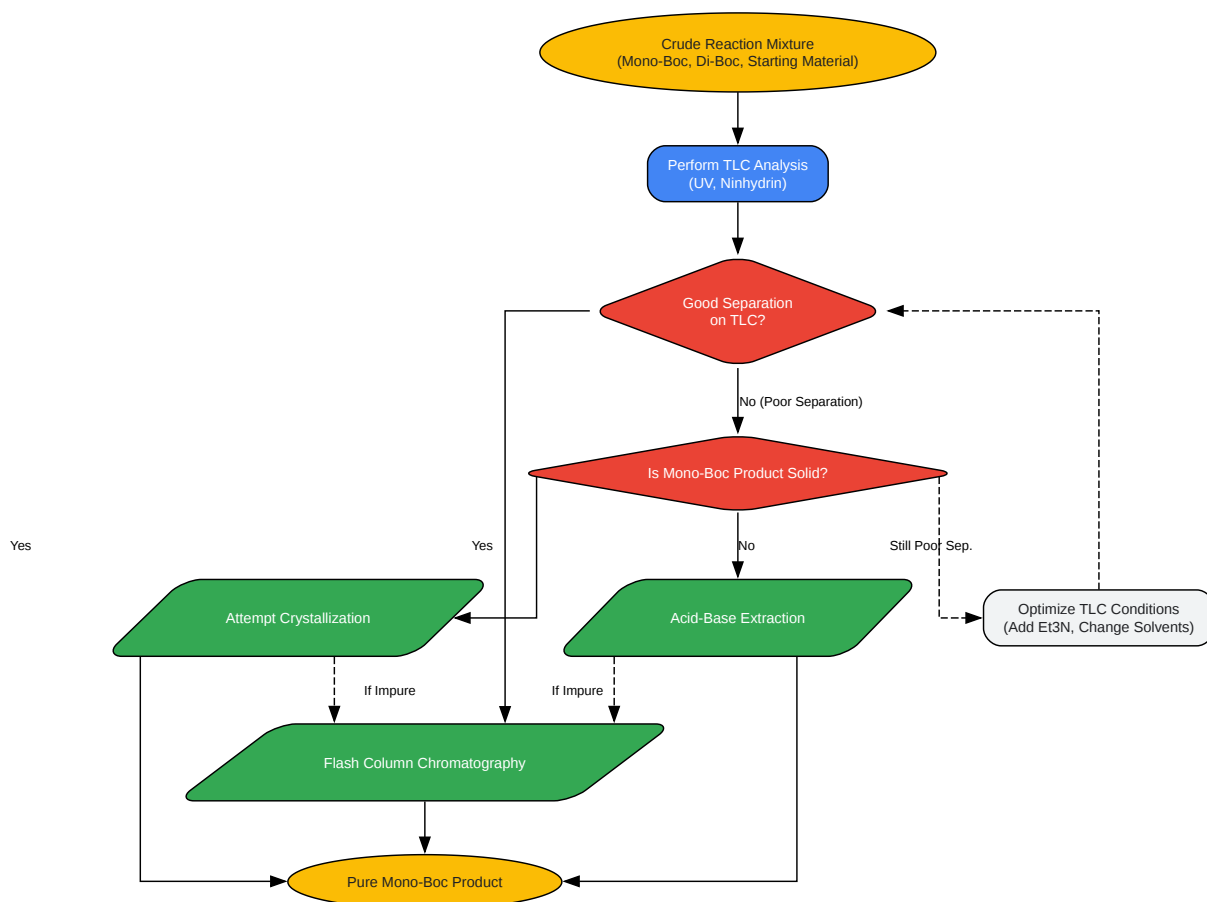 Crude Reaction Mixture
(Mono-Boc, Di-Boc, Starting Material)
Perform TLC Analysis
(UV, Ninhydrin)
Good Separation
on TLC?
No (Poor Separation)
Is Mono-Boc Product Solid?
Yes
Yes
No
Still Poor Sep.
Attempt Crystallization
Acid-Base Extraction
Optimize TLC Conditions
(Add Et3N, Change Solvents)
If Impure
If Impure
Flash Column Chromatography
Pure Mono-Boc Product